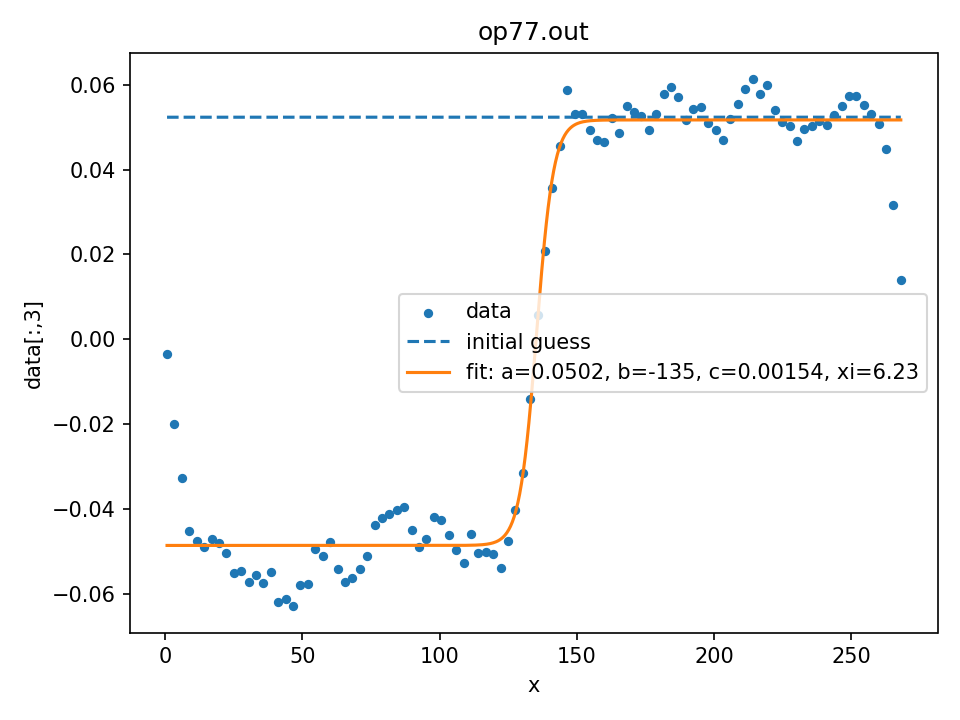 op77.out
0.06
0.04
0.02
0.00
−0.02
−0.04
−0.06
data[:,3]
data
initial guess
fit: a=0.0502, b=-135, c=0.00154, xi=6.23
0 50 100 150 200 250
x